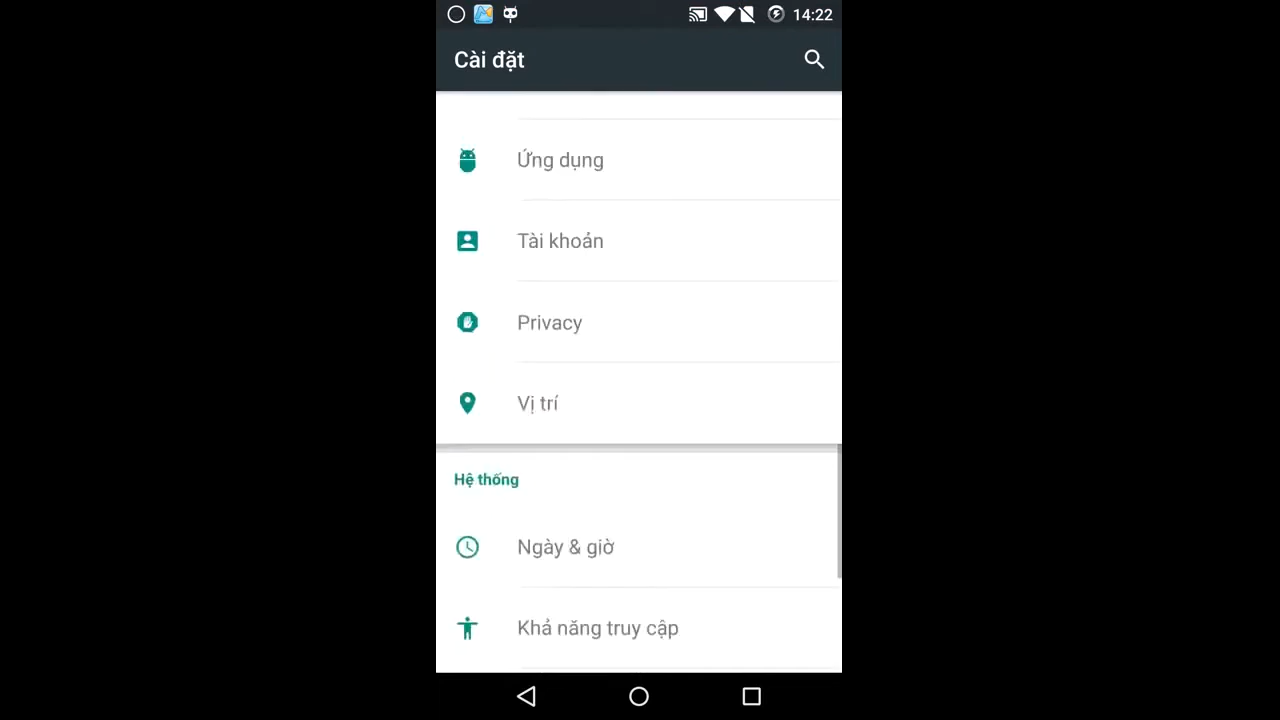 14:22
Cài đặt
Ứng dụng
Tài khoản
Privacy
Vị trí
Hệ thống
Ngày & giờ
Khả năng truy cập